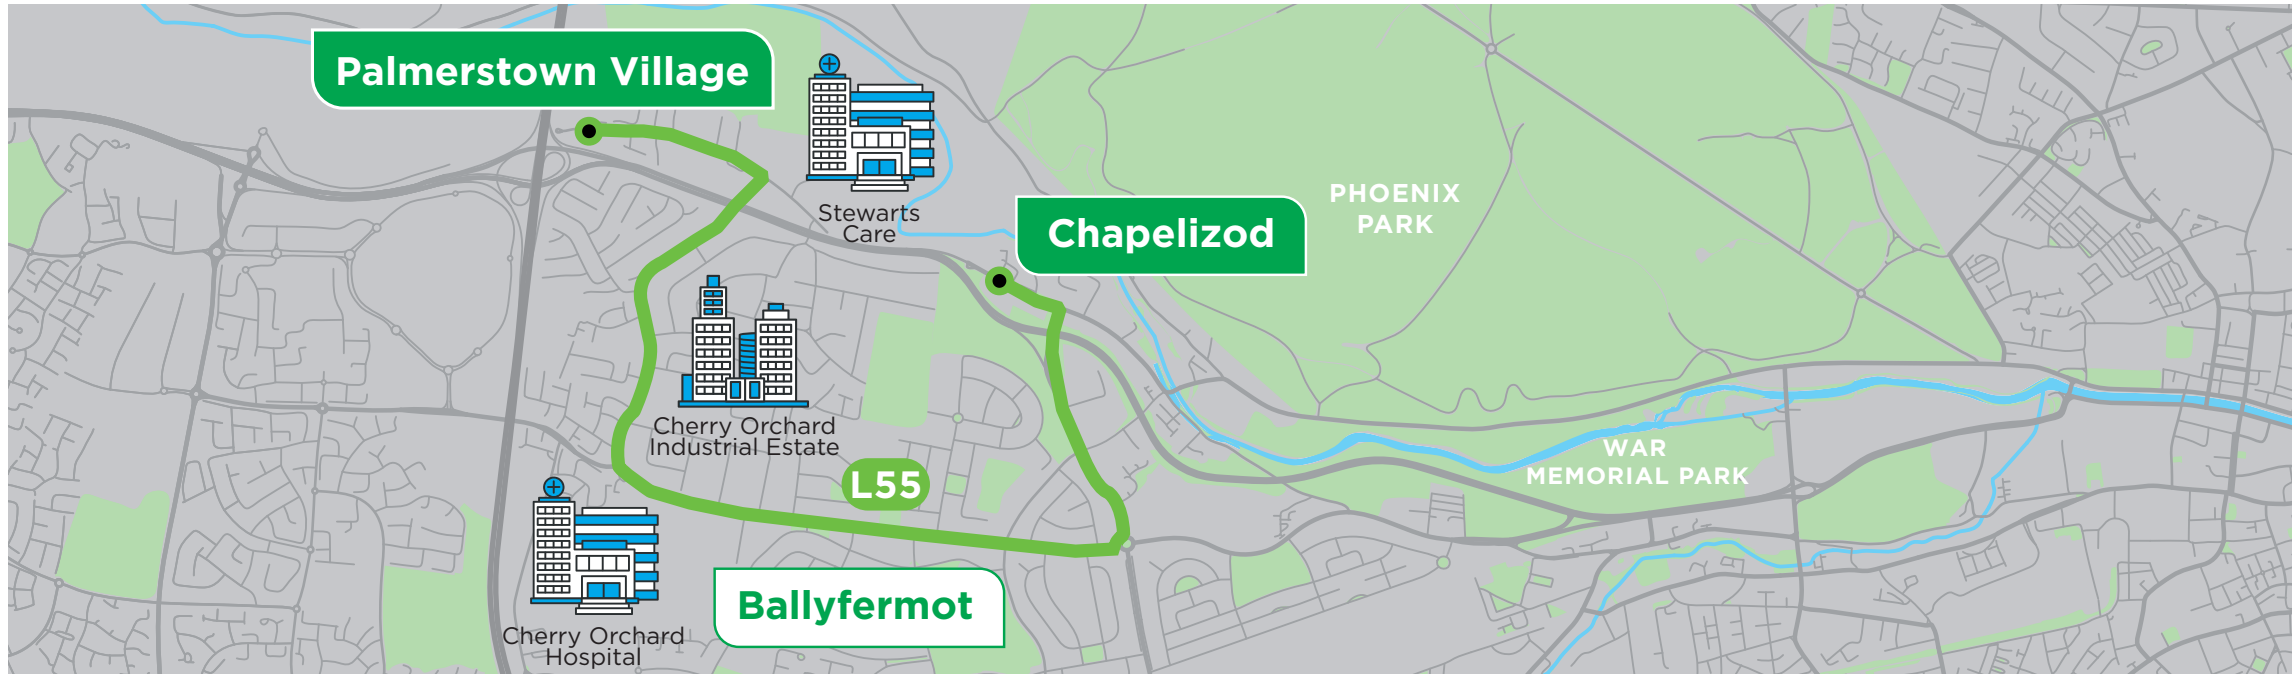 Palmerstown Village
Stewarts
Care
Chapelizod
PHOENIX
PARK
Cherry Orchard
Industrial Estate
L55
WAR
MEMORIAL PARK
Cherry Orchard
Hospital
Ballyfermot